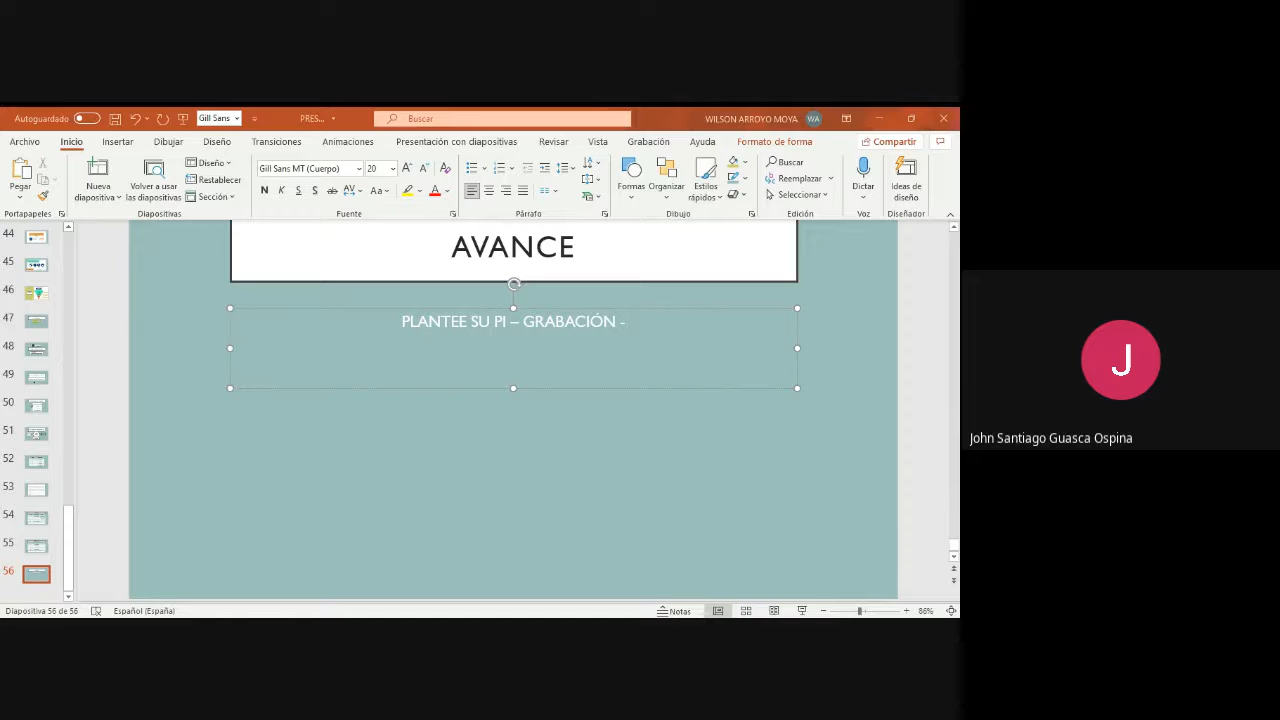 Autoguardado
Gill Sans
PRES...
Buscar
WILSON ARROYO MOYA
WA
Archivo Inicio Insertar Dibujar Diseño Transiciones Animaciones Presentación con diapositivas Revisar Vista Grabación Ayuda Formato de forma
Compartir
Pegar
Nueva diapositiva
Volver a usar las diapositivas
Diseño
Restablecer
Sección
Gill Sans MT (Cuerpo) 20
N K S S ab AV Aa A
Formas
Organizar
Estilos rápidos
Buscar
Reemplazar
Seleccionar
Dictar
Ideas de diseño
Portapapeles Diapositivas Fuente Párrafo Dibujo Edición Voz Diseñador
44
45
46
47
48
49
50
51
52
53
54
55
56
AVANCE
PLANTEE SU PI – GRABACIÓN -
J
John Santiago Guasca Ospina
Diapositiva 56 de 56
Español (España)
Notas
86%